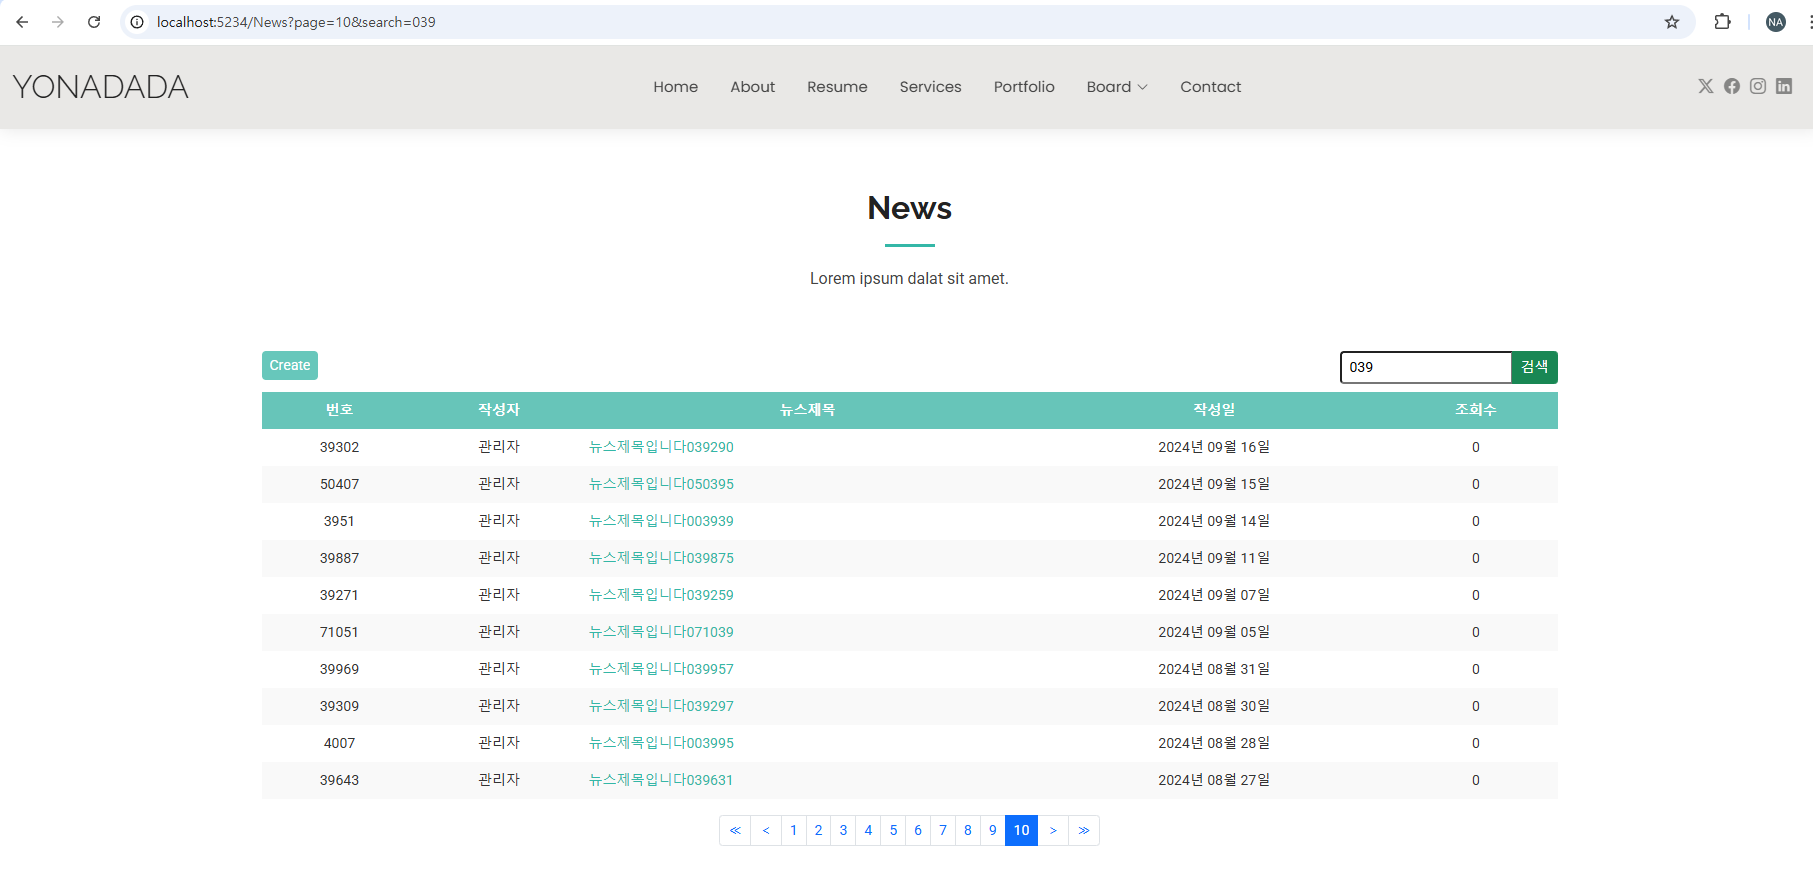 localhost:5234/News?page=10&search=039
NA
YONADADA
Home About Resume Services Portfolio Board Contact
News
Lorem ipsum dalat sit amet.
Create
039 검색
번호 작성자 뉴스제목 작성일 조회수
39302 관리자 뉴스제목입니다039290 2024년 09월 16일 0
50407 관리자 뉴스제목입니다050395 2024년 09월 15일 0
3951 관리자 뉴스제목입니다003939 2024년 09월 14일 0
39887 관리자 뉴스제목입니다039875 2024년 09월 11일 0
39271 관리자 뉴스제목입니다039259 2024년 09월 07일 0
71051 관리자 뉴스제목입니다071039 2024년 09월 05일 0
39969 관리자 뉴스제목입니다039957 2024년 08월 31일 0
39309 관리자 뉴스제목입니다039297 2024년 08월 30일 0
4007 관리자 뉴스제목입니다003995 2024년 08월 28일 0
39643 관리자 뉴스제목입니다039631 2024년 08월 27일 0
≪ < 1 2 3 4 5 6 7 8 9 10 > ≫